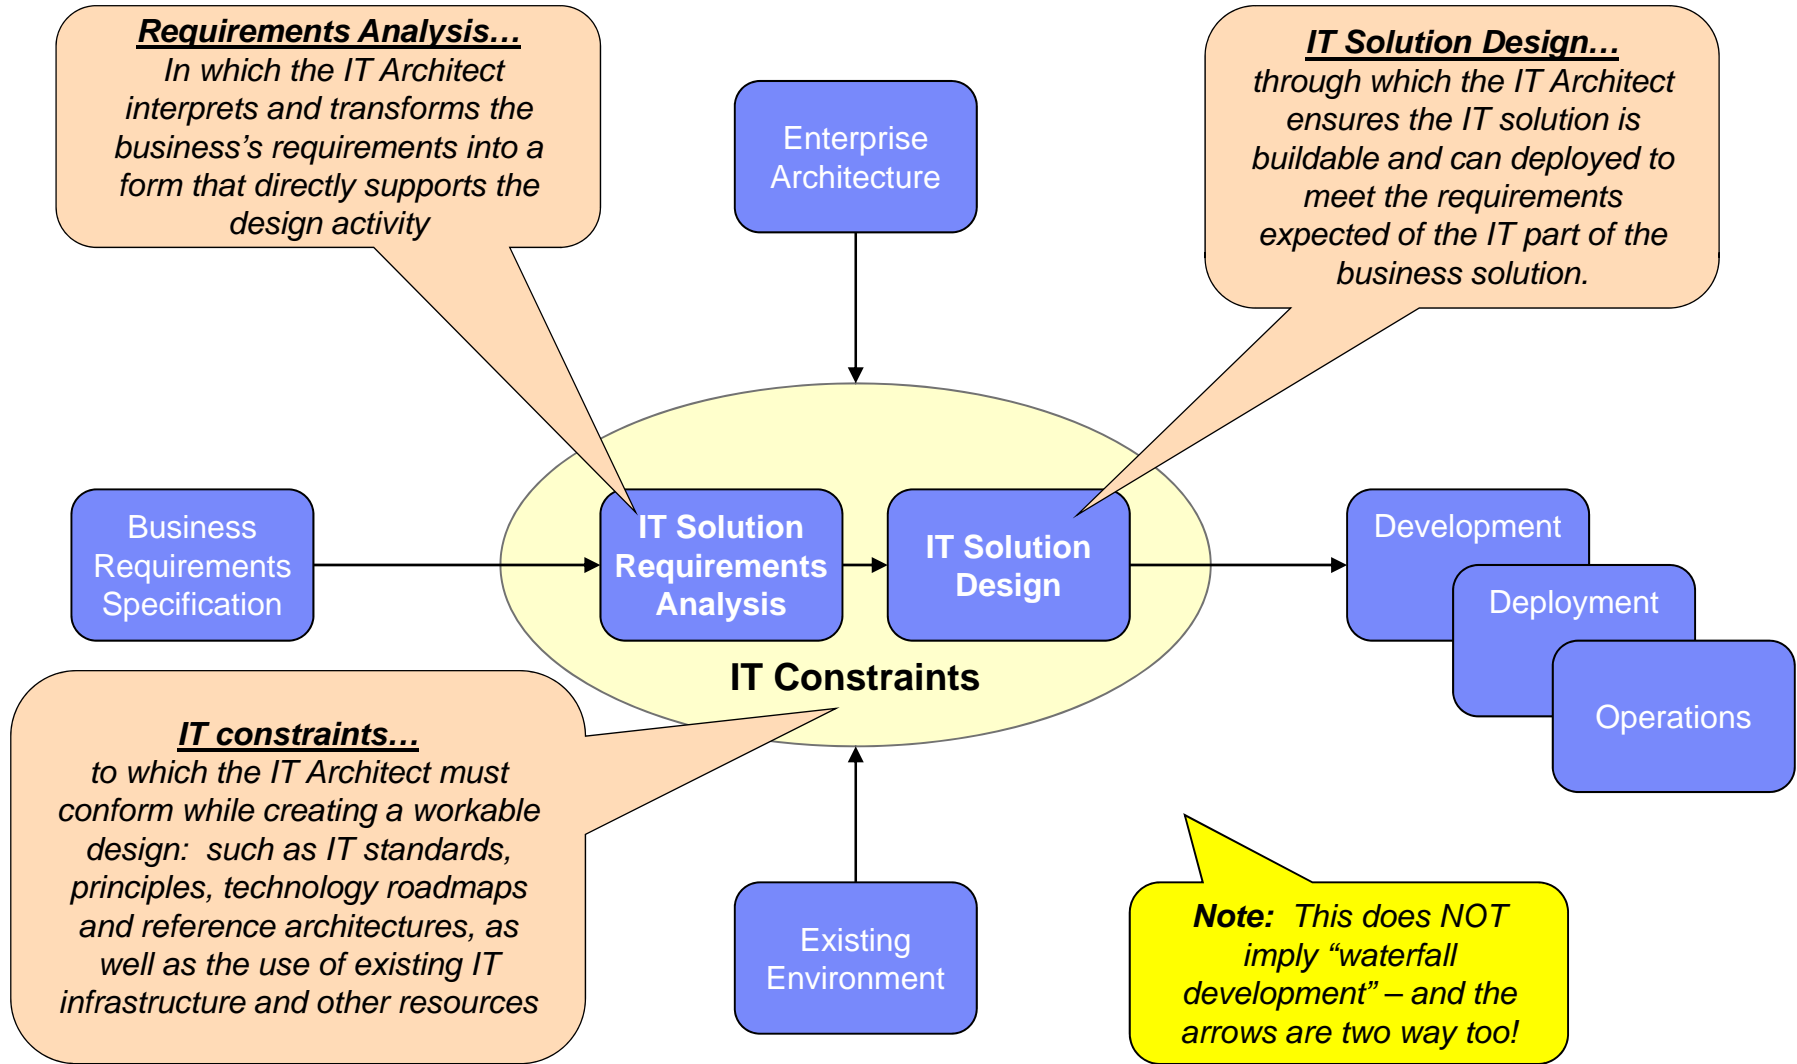 Requirements Analysis…
In which the IT Architect
interprets and transforms the
business’s requirements into a
form that directly supports the
design activity
IT Solution Design…
through which the IT Architect
ensures the IT solution is
buildable and can deployed to
meet the requirements
expected of the IT part of the
business solution.
Enterprise
Architecture
Business
Requirements
Specification
IT Solution
Requirements
Analysis
IT Solution
Design
Development
Deployment
Operations
IT Constraints
IT constraints…
to which the IT Architect must
conform while creating a workable
design:  such as IT standards,
principles, technology roadmaps
and reference architectures, as
well as the use of existing IT
infrastructure and other resources
Existing
Environment
Note:  This does NOT
imply “waterfall
development” – and the
arrows are two way too!